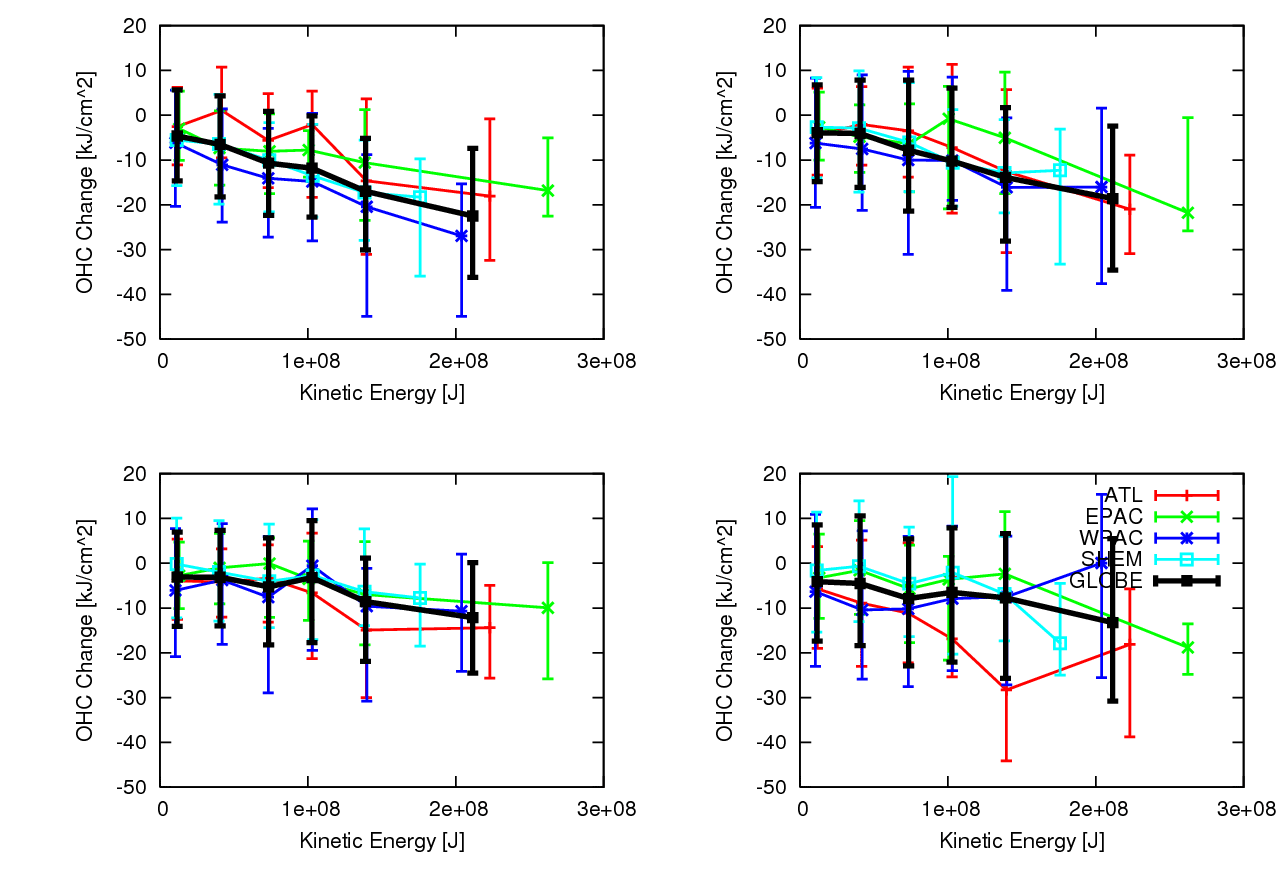 20
10
0
-10
-20
-30
-40
-50
OHC Change [kJ/cm^2]
0 1e+08 2e+08 3e+08
Kinetic Energy [J]
20
10
0
-10
-20
-30
-40
-50
OHC Change [kJ/cm^2]
0 1e+08 2e+08 3e+08
Kinetic Energy [J]
20
10
0
-10
-20
-30
-40
-50
OHC Change [kJ/cm^2]
0 1e+08 2e+08 3e+08
Kinetic Energy [J]
20
10
0
-10
-20
-30
-40
-50
OHC Change [kJ/cm^2]
0 1e+08 2e+08 3e+08
Kinetic Energy [J]
ATL
EPAC
WPAC
SHEM
GLOBE